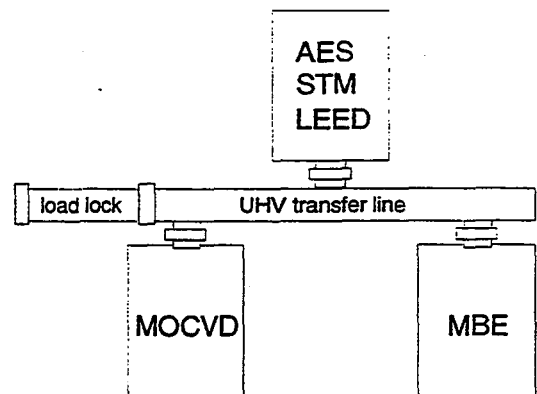 AES
STM
LEED
load lock
UHV transfer line
MOCVD
MBE